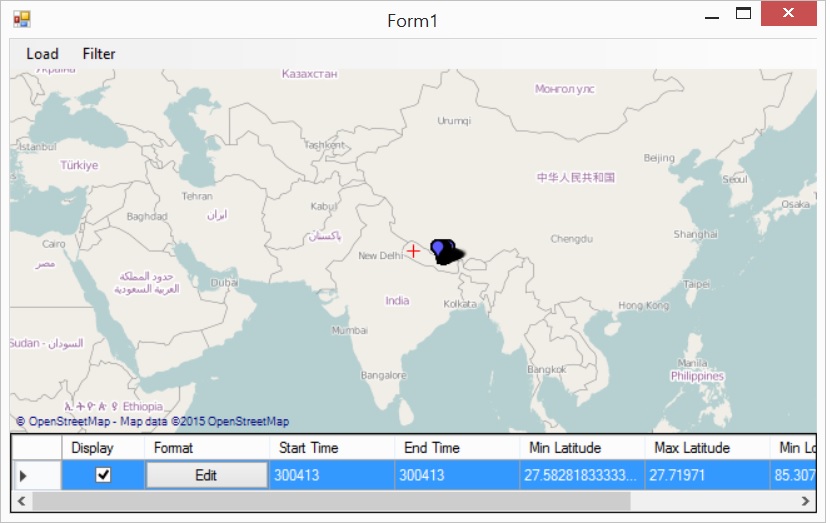 Form1
Load Filter
Україна
Казахстан
Монгол улс
Urumqi
Istanbul
Türkiye
Tashkent
Beijing
中华人民共和国
Seoul
Tehran
ايران
Kabul
Osaka
Baghdad
پاکستان
Cairo
مصر
New Delhi
Chengdu
Shanghai
حدود المملكة
العربية السعودية
Dubai
Taipei
India
Kolkata
Hong Kong
Mumbai
Sudan - السودان
Manila
Philippines
Bangkok
Bangalore
ኢትዮጵያ Ethiopia
© OpenStreetMap - Map data ©2015 OpenStreetMap
Display Format Start Time End Time Min Latitude Max Latitude Min Lo
Edit 300413 300413 27.58281833333... 27.71971 85.307